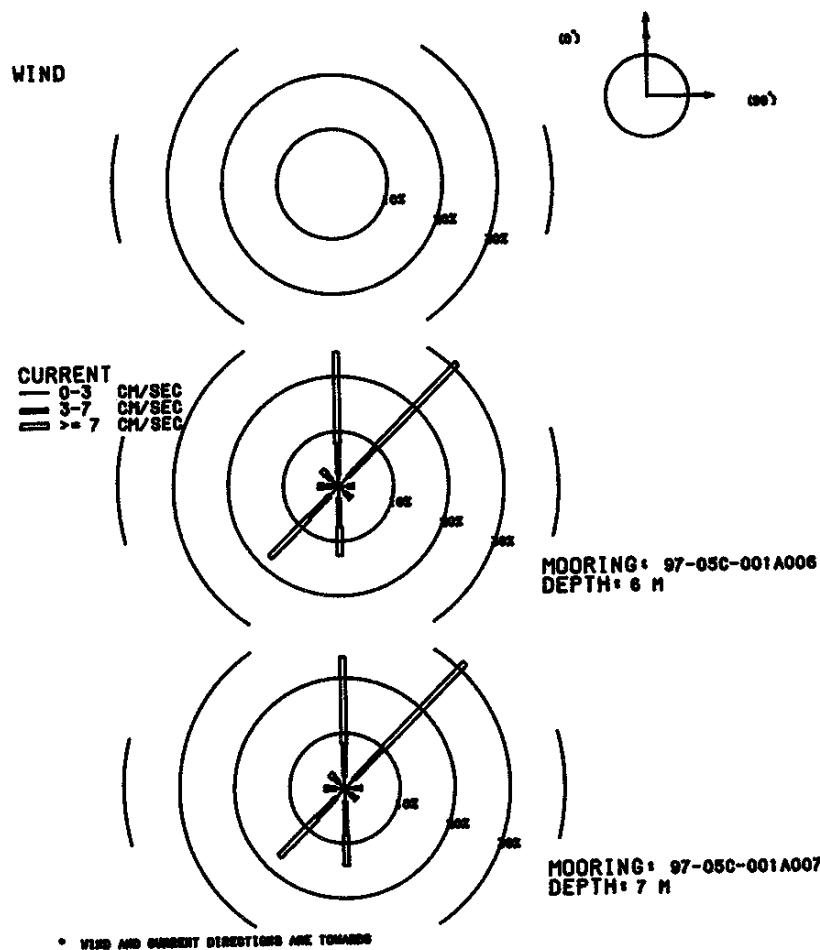 (0°)
WIND
(90°)
10%
20%
30%
CURRENT
0-3 CM/SEC
3-7 CM/SEC
>= 7 CM/SEC
10%
20%
30%
MOORING: 97-05C-001A006
DEPTH: 6 M
10%
20%
30%
MOORING: 97-05C-001A007
DEPTH: 7 M
* WIND AND CURRENT DIRECTIONS ARE TOWARDS